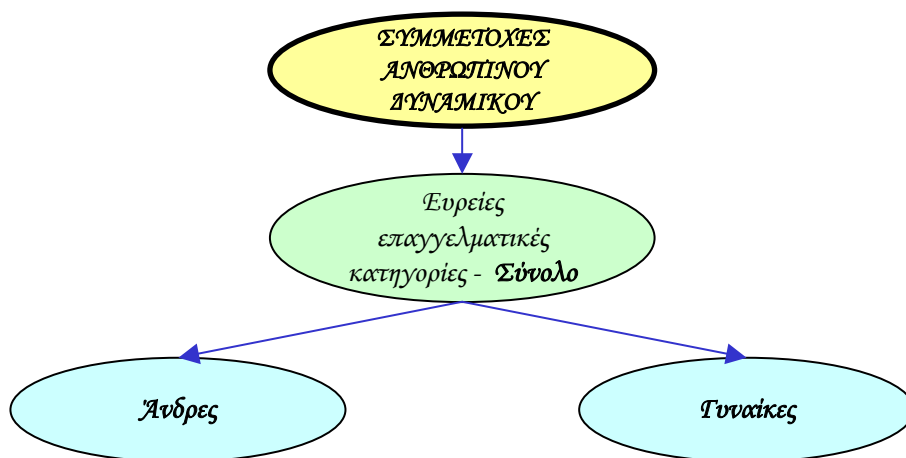 ΣΥΜΜΕΤΟΧΕΣ
ΑΝΘΡΩΠΙΝΟΥ
ΔΥΝΑΜΙΚΟΥ
Ευρείες
επαγγελματικές
κατηγορίες - Σύνολο
Άνδρες
Γυναίκες